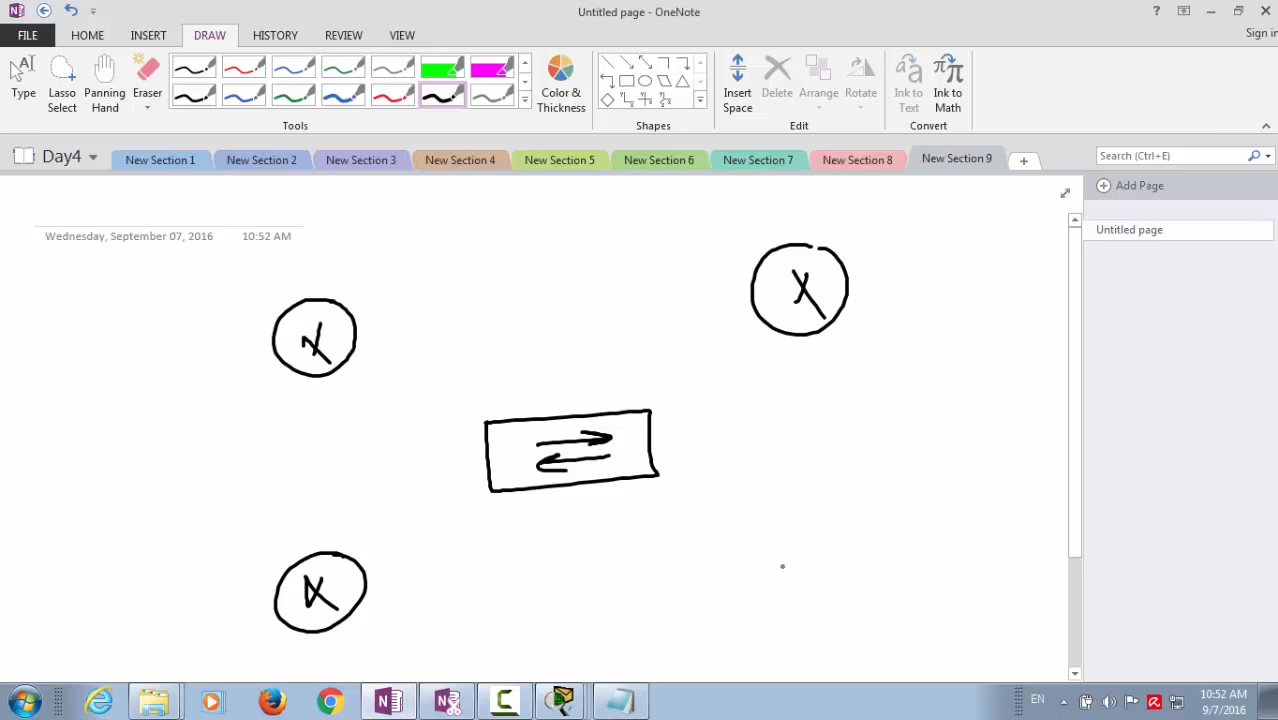 Untitled page - OneNote
?
FILE HOME INSERT DRAW HISTORY REVIEW VIEW
Sign in
Type
Lasso Select
Panning Hand
Eraser
Color & Thickness
Insert Space
Delete
Arrange
Rotate
Ink to Text
Ink to Math
Tools
Shapes
Edit
Convert
Day4
New Section 1
New Section 2
New Section 3
New Section 4
New Section 5
New Section 6
New Section 7
New Section 8
New Section 9
Search (Ctrl+E)
Add Page
Untitled page
Wednesday, September 07, 2016 10:52 AM
X
EN
10:52 AM
9/7/2016